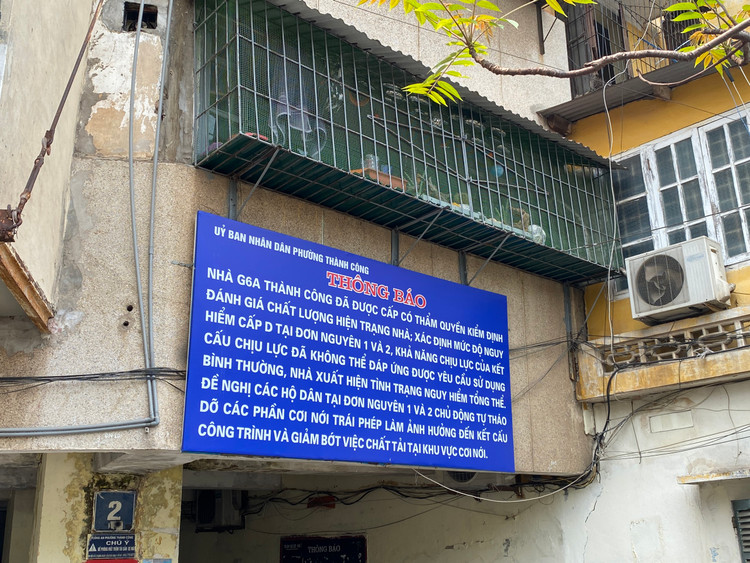 UỶ BAN NHÂN DÂN PHƯỜNG THÀNH CÔNG
THÔNG BÁO
NHÀ G6A THÀNH CÔNG ĐÃ ĐƯỢC CẤP CÓ THẨM QUYỀN KIỂM ĐỊNH
ĐÁNH GIÁ CHẤT LƯỢNG HIỆN TRẠNG NHÀ; XÁC ĐỊNH MỨC ĐỘ NGUY
HIỂM CẤP D TẠI ĐƠN NGUYÊN 1 VÀ 2, KHẢ NĂNG CHỊU LỰC CỦA KẾT
CẤU CHỊU LỰC ĐÃ KHÔNG THỂ ĐÁP ỨNG ĐƯỢC YÊU CẦU SỬ DỤNG
BÌNH THƯỜNG, NHÀ XUẤT HIỆN TÌNH TRẠNG NGUY HIỂM TỔNG THỂ.
ĐỀ NGHỊ CÁC HỘ DÂN TẠI ĐƠN NGUYÊN 1 VÀ 2 CHỦ ĐỘNG TỰ THÁO
DỠ CÁC PHẦN CƠI NỚI TRÁI PHÉP LÀM ẢNH HƯỞNG ĐẾN KẾT CẤU
CÔNG TRÌNH VÀ GIẢM BỚT VIỆC CHẤT TẢI TẠI KHU VỰC CƠI NỚI.
2
CÔNG AN PHƯỜNG THÀNH CÔNG
CHÚ Ý
THÔNG BÁO